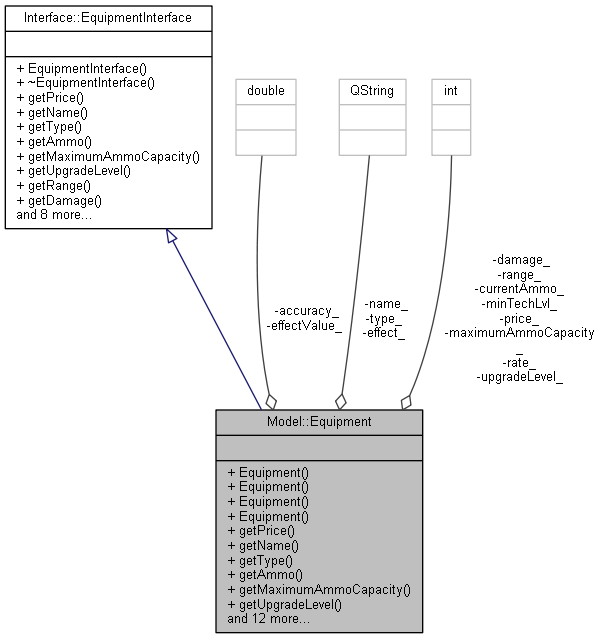 Interface::EquipmentInterface
+ EquipmentInterface()
+ ~EquipmentInterface()
+ getPrice()
+ getName()
+ getType()
+ getAmmo()
+ getMaximumAmmoCapacity()
+ getUpgradeLevel()
+ getRange()
+ getDamage()
and 8 more...
double
QString
int
-accuracy_
-effectValue_
-name_
-type_
-effect_
-damage_
-range_
-currentAmmo_
-minTechLvl_
-price_
-maximumAmmoCapacity
_
-rate_
-upgradeLevel_
Model::Equipment
+ Equipment()
+ Equipment()
+ Equipment()
+ Equipment()
+ getPrice()
+ getName()
+ getType()
+ getAmmo()
+ getMaximumAmmoCapacity()
+ getUpgradeLevel()
and 12 more...